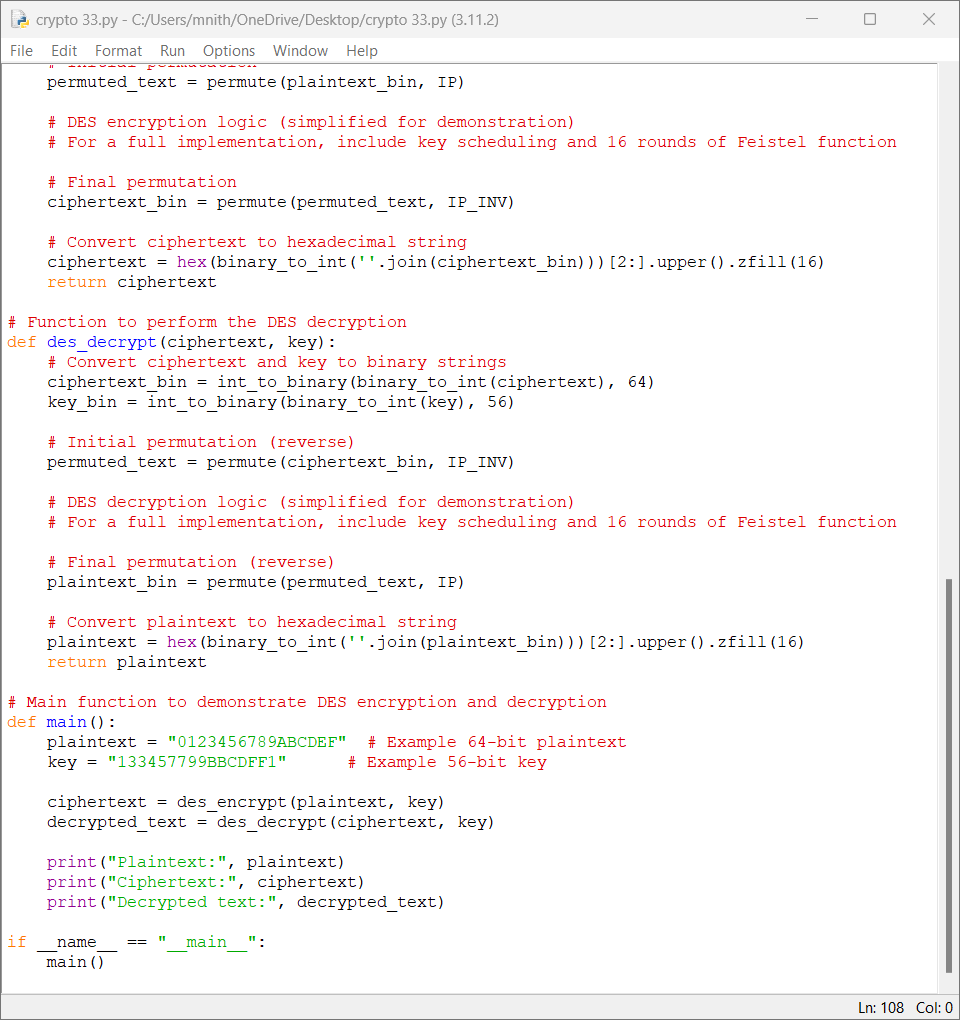 crypto 33.py - C:/Users/mnith/OneDrive/Desktop/crypto 33.py (3.11.2)
File Edit Format Run Options Window Help
# Initial permutation
    permuted_text = permute(plaintext_bin, IP)

    # DES encryption logic (simplified for demonstration)
    # For a full implementation, include key scheduling and 16 rounds of Feistel function

    # Final permutation
    ciphertext_bin = permute(permuted_text, IP_INV)

    # Convert ciphertext to hexadecimal string
    ciphertext = hex(binary_to_int(''.join(ciphertext_bin)))[2:].upper().zfill(16)
    return ciphertext

# Function to perform the DES decryption
def des_decrypt(ciphertext, key):
    # Convert ciphertext and key to binary strings
    ciphertext_bin = int_to_binary(binary_to_int(ciphertext), 64)
    key_bin = int_to_binary(binary_to_int(key), 56)

    # Initial permutation (reverse)
    permuted_text = permute(ciphertext_bin, IP_INV)

    # DES decryption logic (simplified for demonstration)
    # For a full implementation, include key scheduling and 16 rounds of Feistel function

    # Final permutation (reverse)
    plaintext_bin = permute(permuted_text, IP)

    # Convert plaintext to hexadecimal string
    plaintext = hex(binary_to_int(''.join(plaintext_bin)))[2:].upper().zfill(16)
    return plaintext

# Main function to demonstrate DES encryption and decryption
def main():
    plaintext = "0123456789ABCDEF"  # Example 64-bit plaintext
    key = "133457799BBCDFF1"      # Example 56-bit key

    ciphertext = des_encrypt(plaintext, key)
    decrypted_text = des_decrypt(ciphertext, key)

    print("Plaintext:", plaintext)
    print("Ciphertext:", ciphertext)
    print("Decrypted text:", decrypted_text)

if __name__ == "__main__":
    main()
Ln: 108 Col: 0